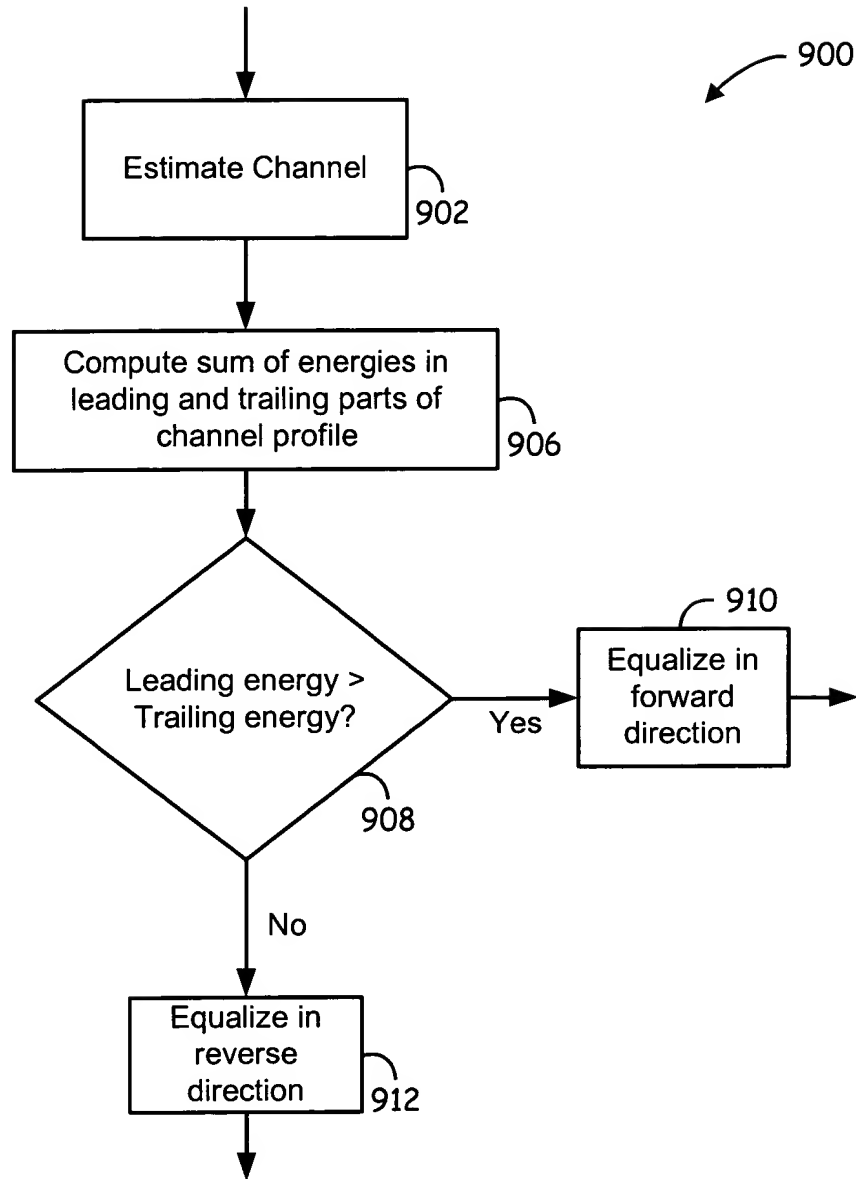 900
Estimate Channel
902
Compute sum of energies in
leading and trailing parts of
channel profile
906
Leading energy >
Trailing energy?
908
Yes
910
Equalize in
forward
direction
No
Equalize in
reverse
direction
912